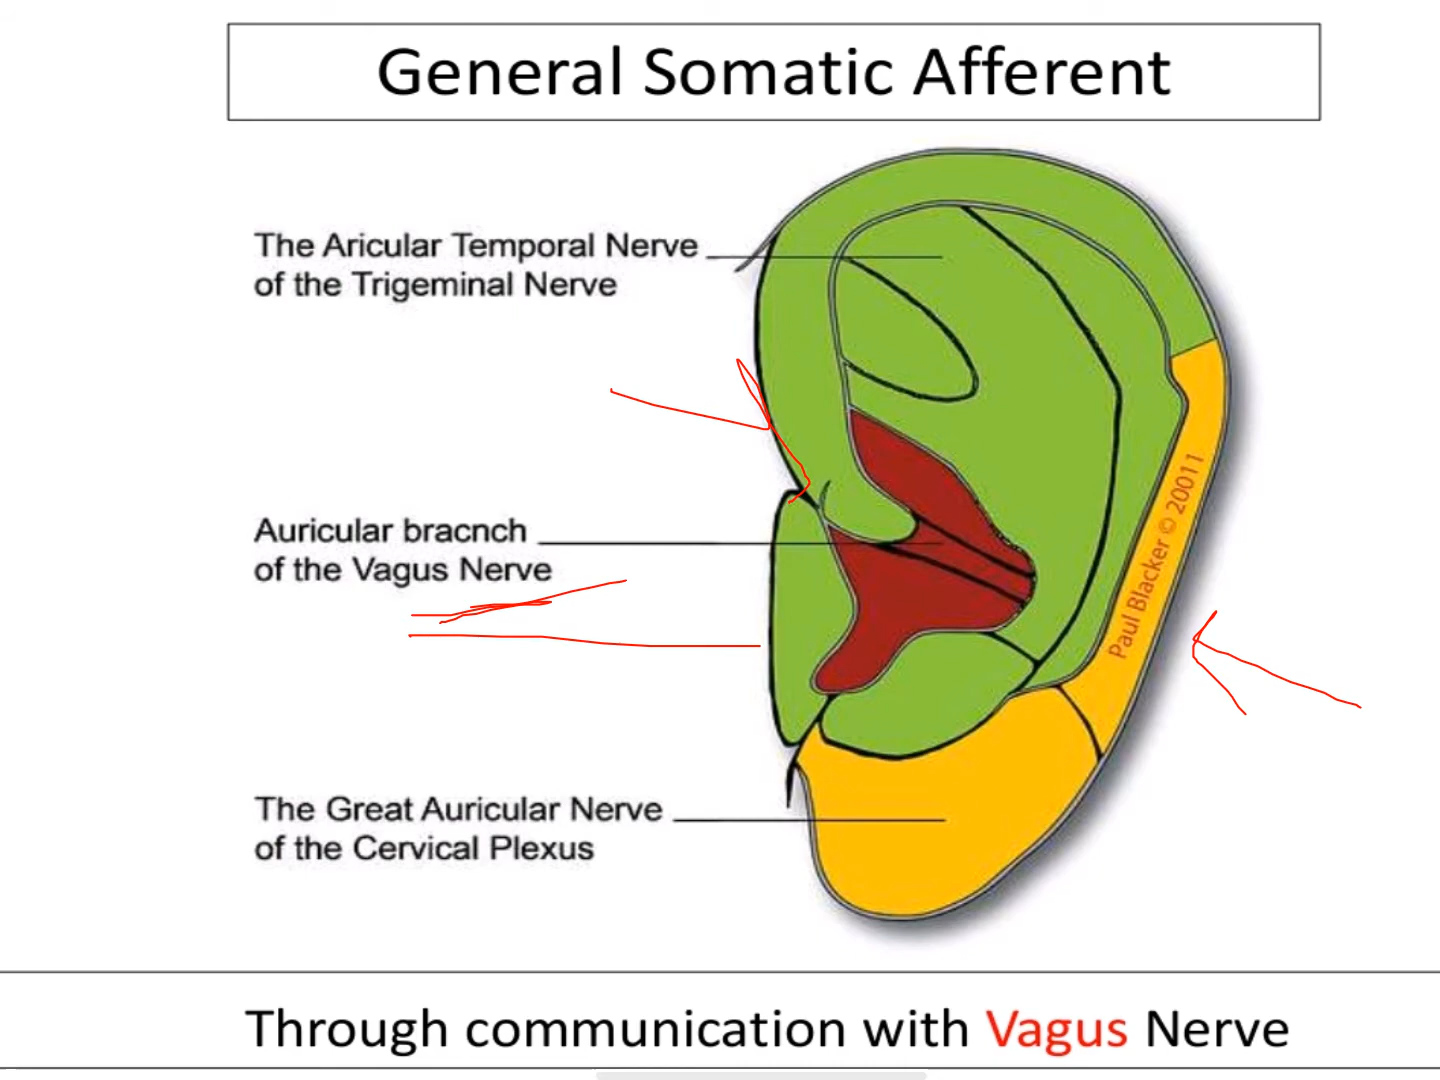 General Somatic Afferent
The Aricular Temporal Nerve
of the Trigeminal Nerve
Auricular bracnch
of the Vagus Nerve
Paul Blacker © 20011
The Great Auricular Nerve
of the Cervical Plexus
Through communication with Vagus Nerve